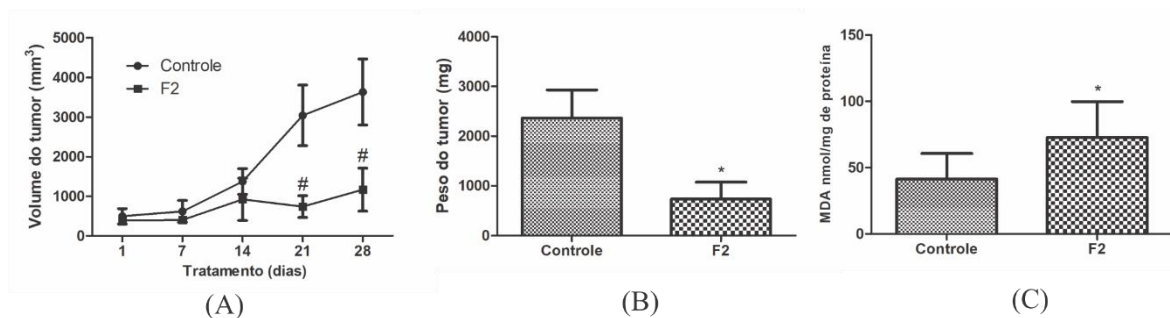 Volume do tumor (mm³)
5000
4000
3000
2000
1000
0
Controle
F2
#
#
1 7 14 21 28
Tratamento (dias)
(A)
Peso do tumor (mg)
4000
3000
2000
1000
0
*
Controle F2
(B)
MDA nmol/mg de proteína
150
100
50
0
*
Controle F2
(C)